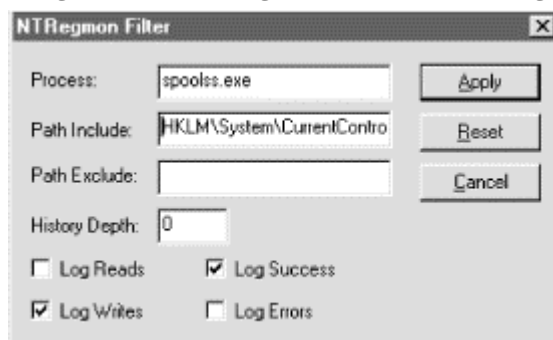 NTRegmon Filter
Process: spoolss.exe Apply
Path Include: HKLM\System\CurrentContro Reset
Path Exclude: Cancel
History Depth: 0
Log Reads Log Success
Log Writes Log Errors